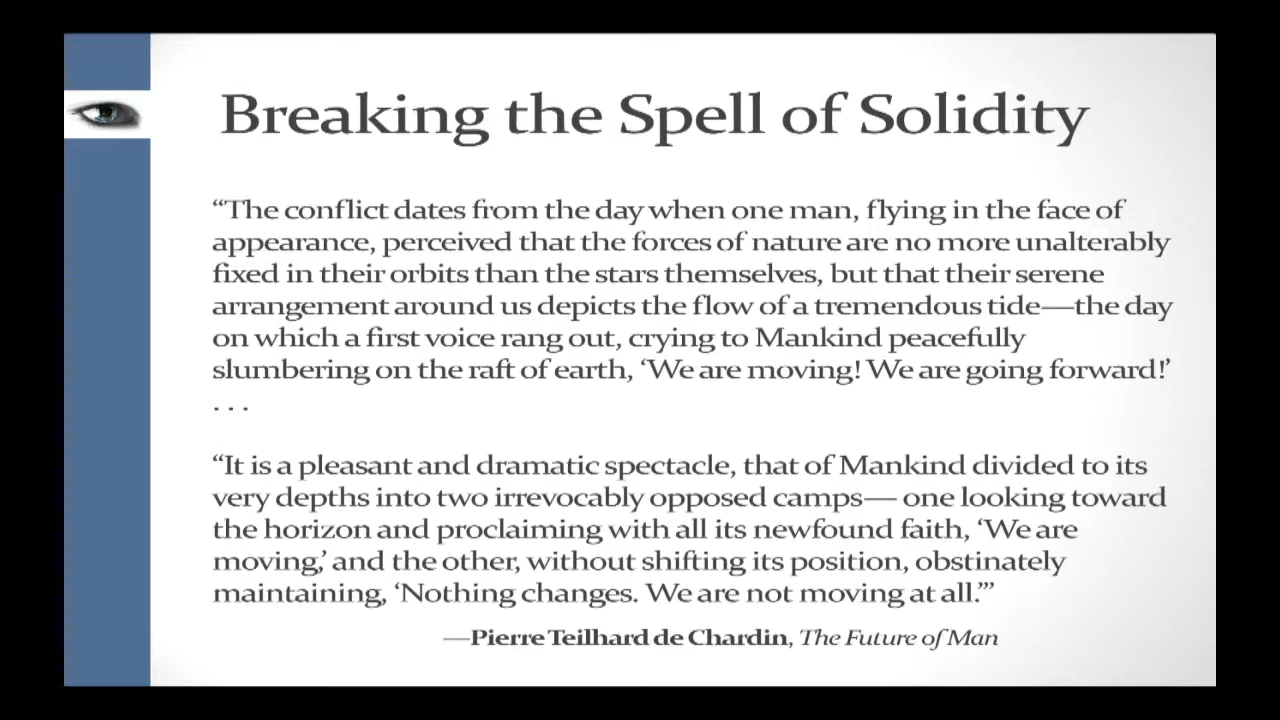 Breaking the Spell of Solidity
“The conflict dates from the day when one man, flying in the face of
appearance, perceived that the forces of nature are no more unalterably
fixed in their orbits than the stars themselves, but that their serene
arrangement around us depicts the flow of a tremendous tide—the day
on which a first voice rang out, crying to Mankind peacefully
slumbering on the raft of earth, ‘We are moving! We are going forward!’
. . .
“It is a pleasant and dramatic spectacle, that of Mankind divided to its
very depths into two irrevocably opposed camps— one looking toward
the horizon and proclaiming with all its newfound faith, ‘We are
moving,’ and the other, without shifting its position, obstinately
maintaining, ‘Nothing changes. We are not moving at all.’”
—Pierre Teilhard de Chardin, The Future of Man